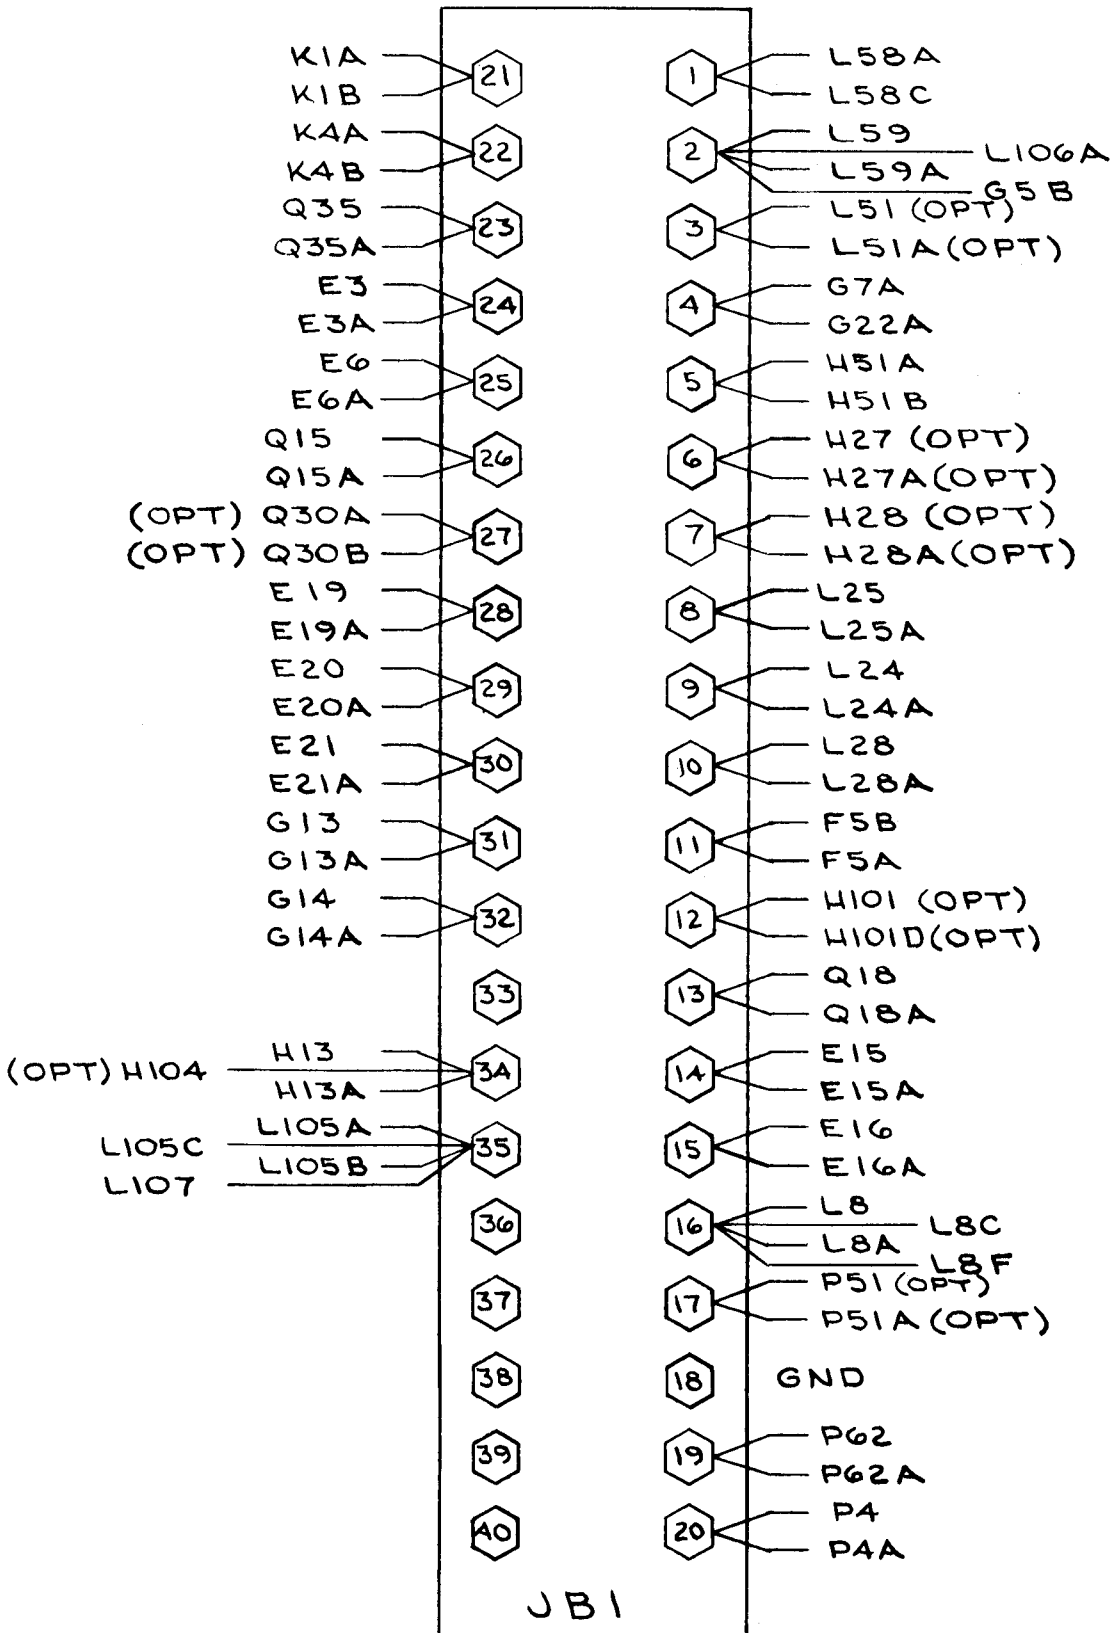 K1A 21 1 L58A
K1B L58C
K4A 22 2 L59
L106A
K4B L59A
G5B
Q35 23 3 L51 (OPT)
Q35A L51A (OPT)
E3 24 4 G7A
E3A G22A
E6 25 5 H51A
E6A H51B
Q15 26 6 H27 (OPT)
Q15A H27A (OPT)
(OPT) Q30A 27 7 H28 (OPT)
(OPT) Q30B H28A (OPT)
E19 28 8 L25
E19A L25A
E20 29 9 L24
E20A L24A
E21 30 10 L28
E21A L28A
G13 31 11 F5B
G13A F5A
G14 32 12 H101 (OPT)
G14A H101D (OPT)
33 13 Q18
Q18A
H13 34 14 E15
(OPT) H104
H13A E15A
L105A 35 15 E16
L105C
L105B E16A
L107
36 16 L8
L8C
L8A
L8F
37 17 P51 (OPT)
P51A (OPT)
38 18 GND
39 19 P62
P62A
40 20 P4
P4A
JB1